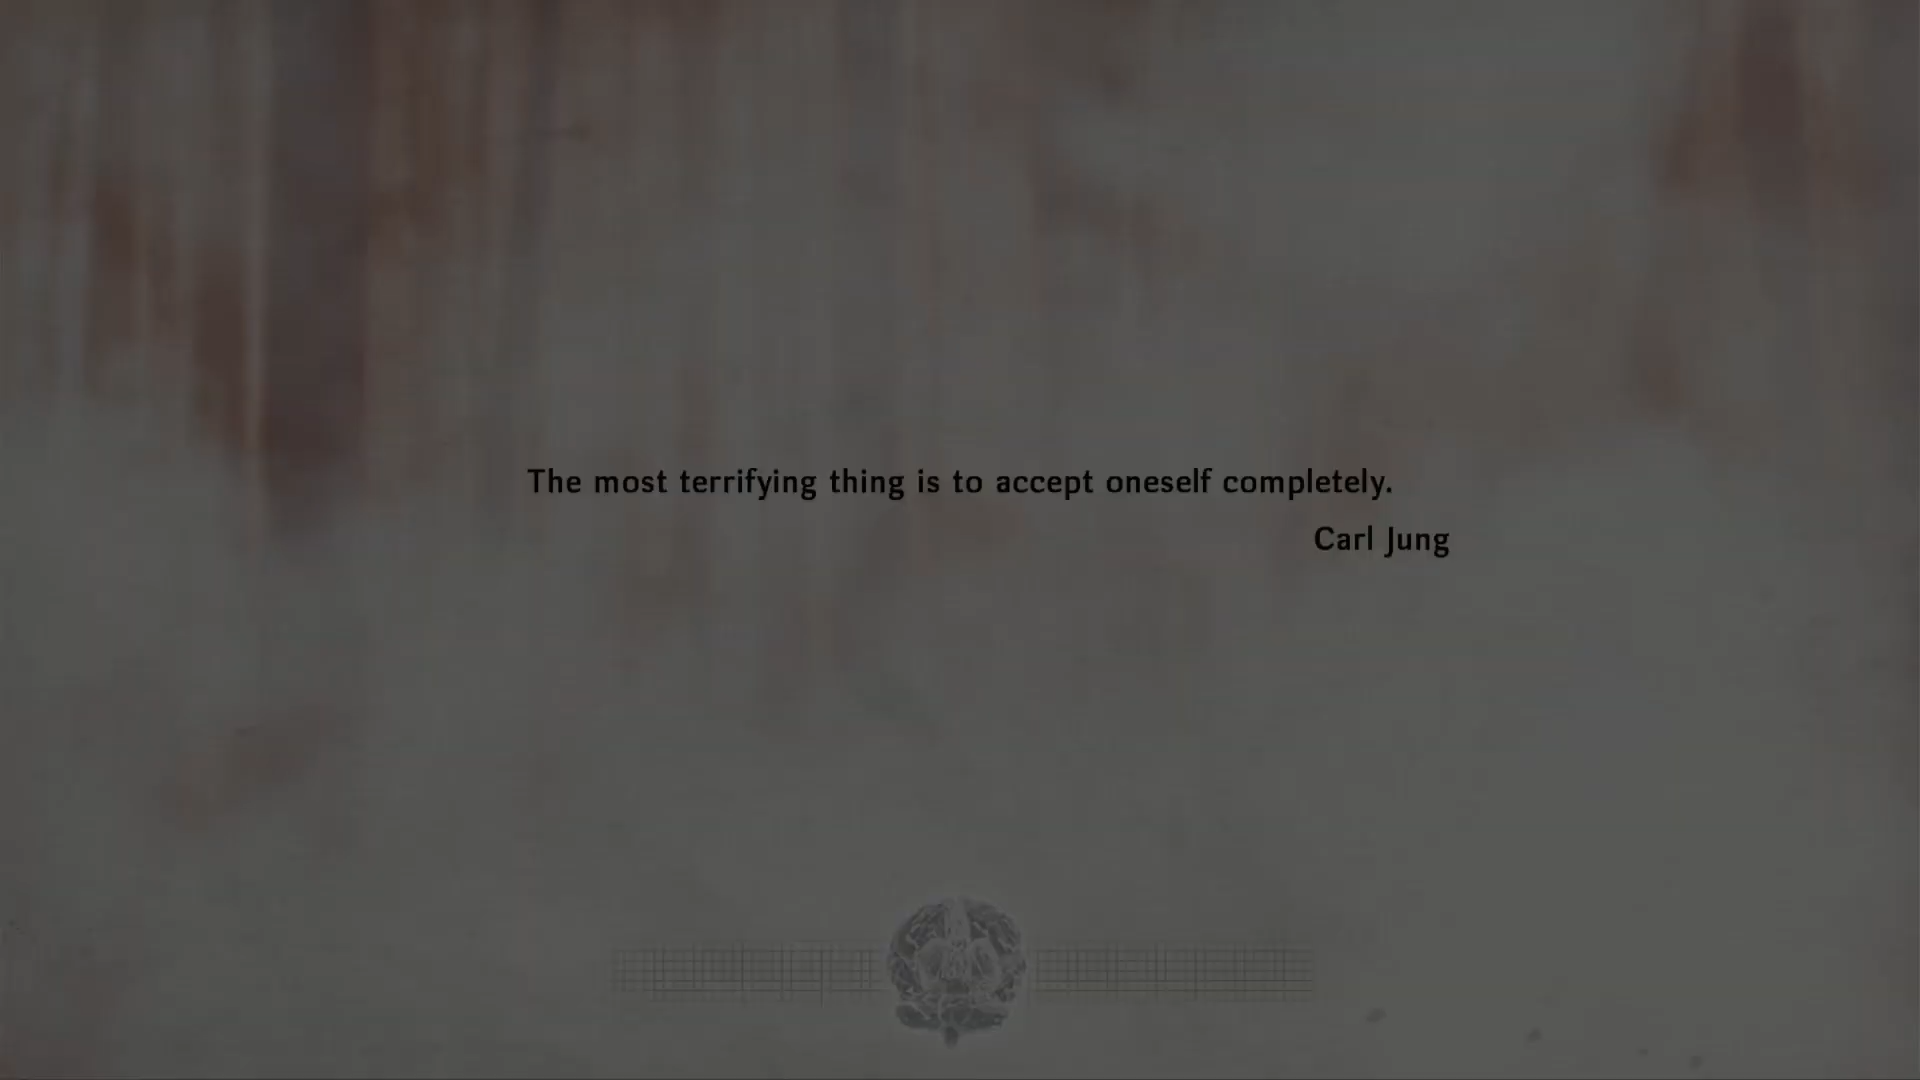 The most terrifying thing is to accept oneself completely.
Carl Jung